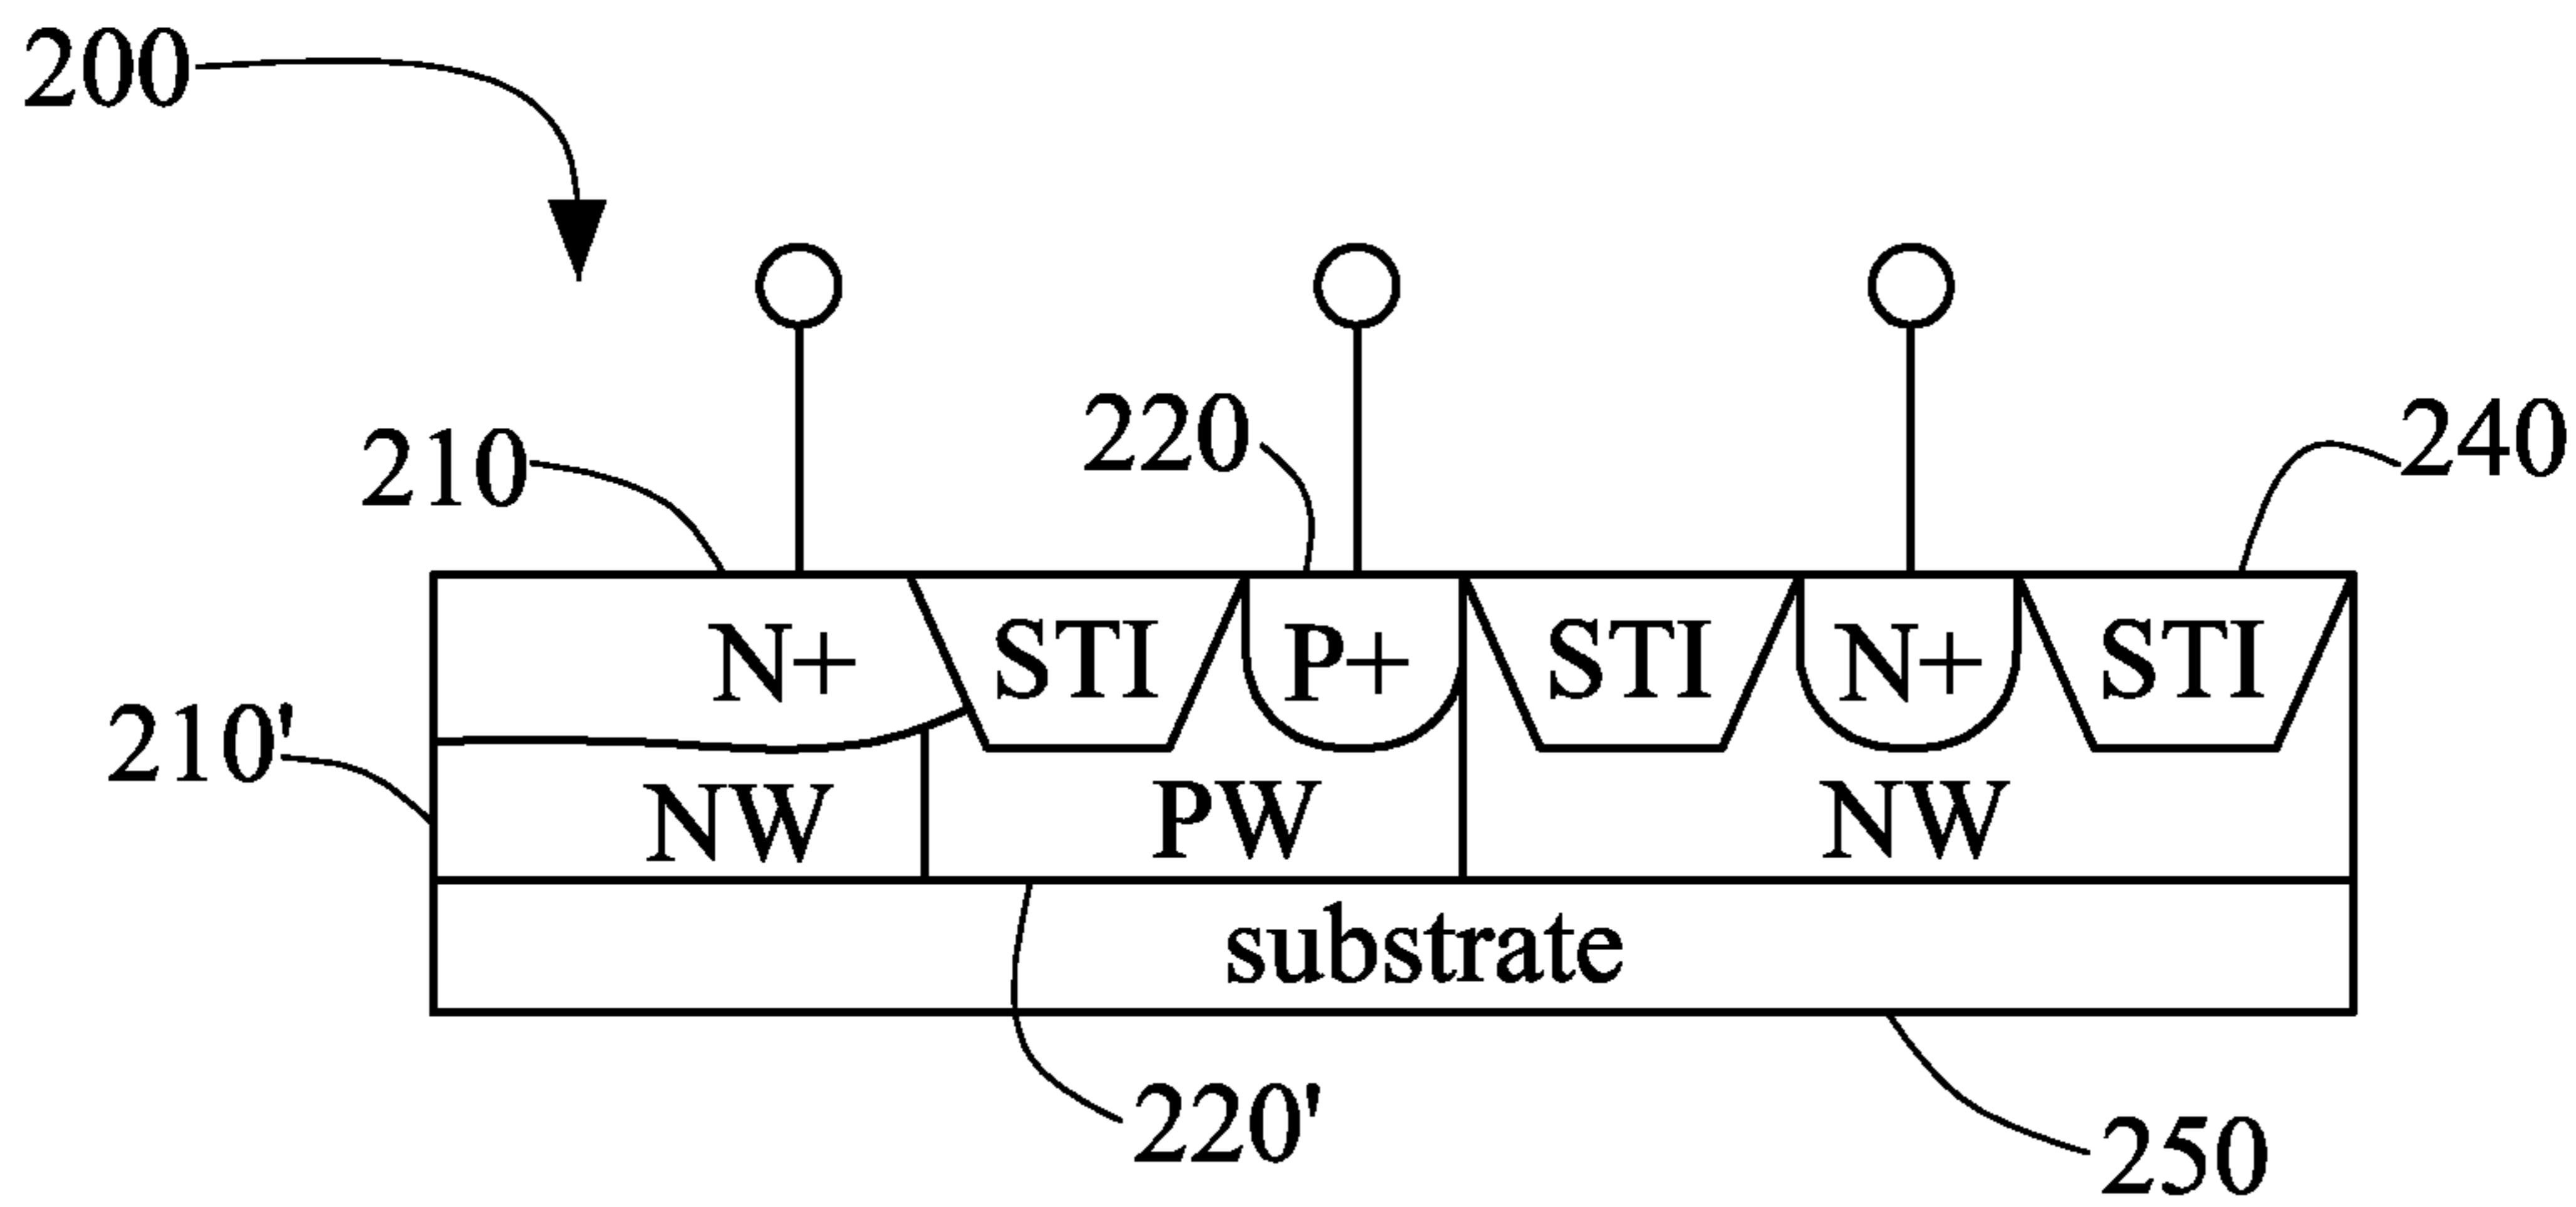 200
210
220
240
N+ STI P+ STI N+ STI
210'
NW PW NW
substrate
220'
250